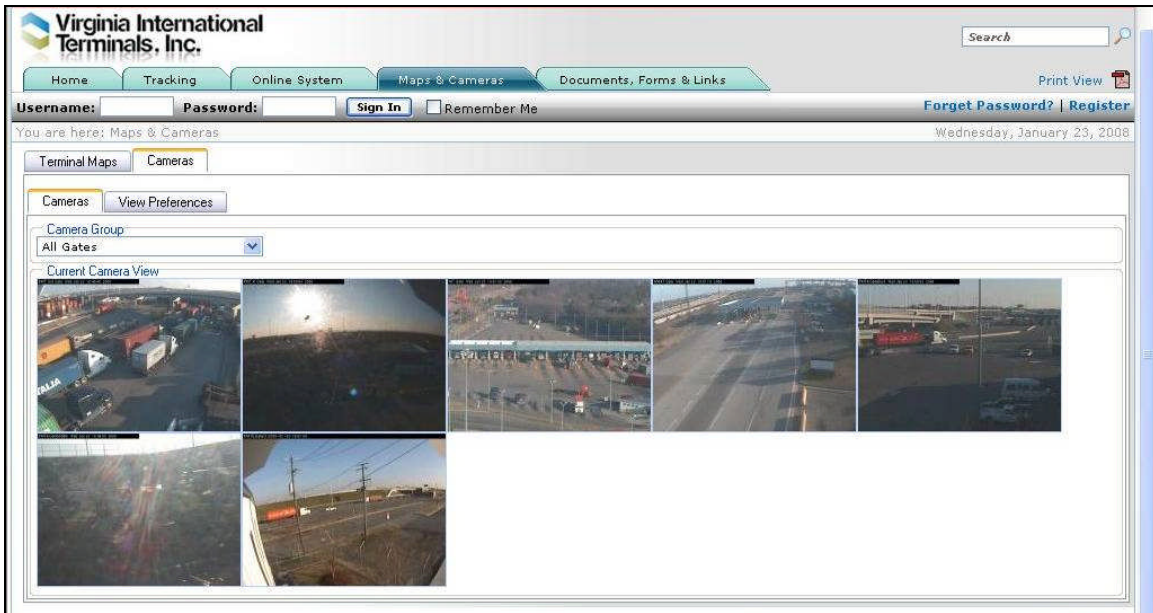 Virginia International
Terminals, Inc.
Search
Home Tracking Online System Maps & Cameras Documents, Forms & Links Print View
Username: Password: Sign In Remember Me Forget Password? | Register
You are here: Maps & Cameras Wednesday, January 23, 2008
Terminal Maps Cameras
Cameras View Preferences
Camera Group
All Gates
Current Camera View